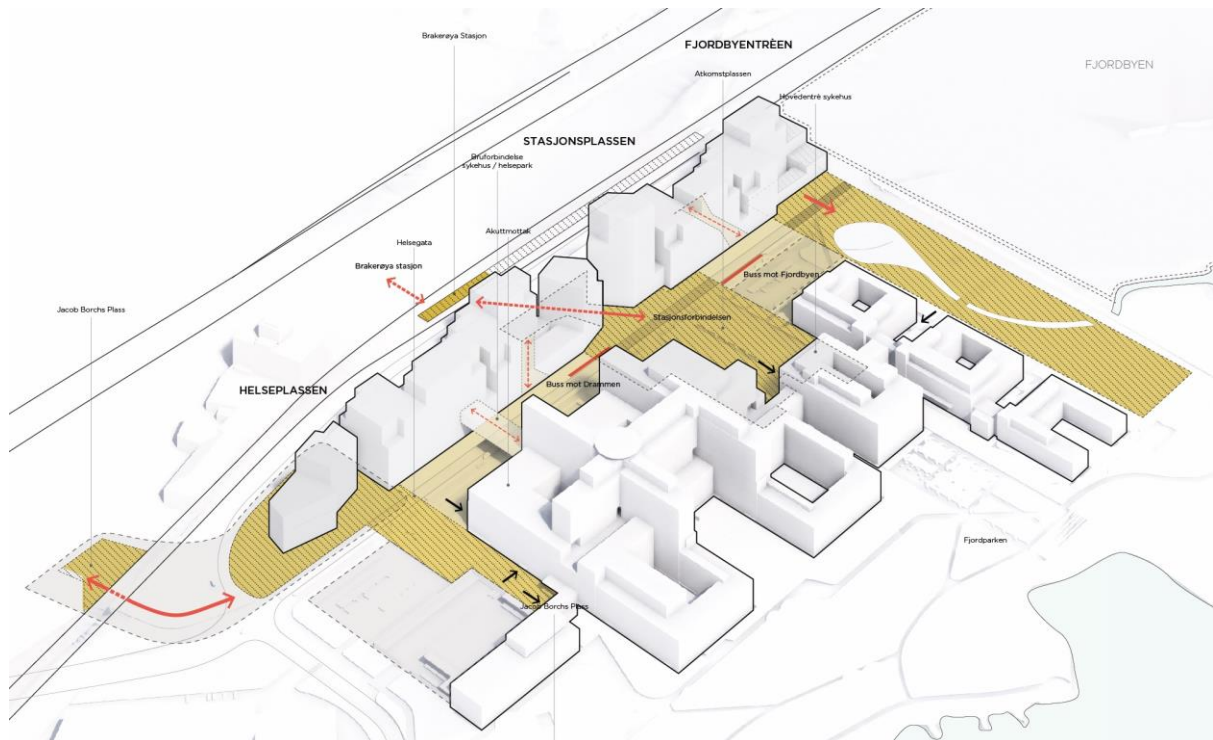 Brakerøya Stasjon
FJORDBYENTRÈEN
FJORDBYEN
Atkomstplassen
Hovedentrè sykehus
STASJONSPLASSEN
Bruforbindelse
sykehus / helsepark
Akuttmottak
Helsegata
Brakerøya stasjon
Buss mot Fjordbyen
Jacob Borchs Plass
Stasjonsforbindelsen
HELSEPLASSEN
Buss mot Drammen
Fjordparken
Jacob Borchs Plass